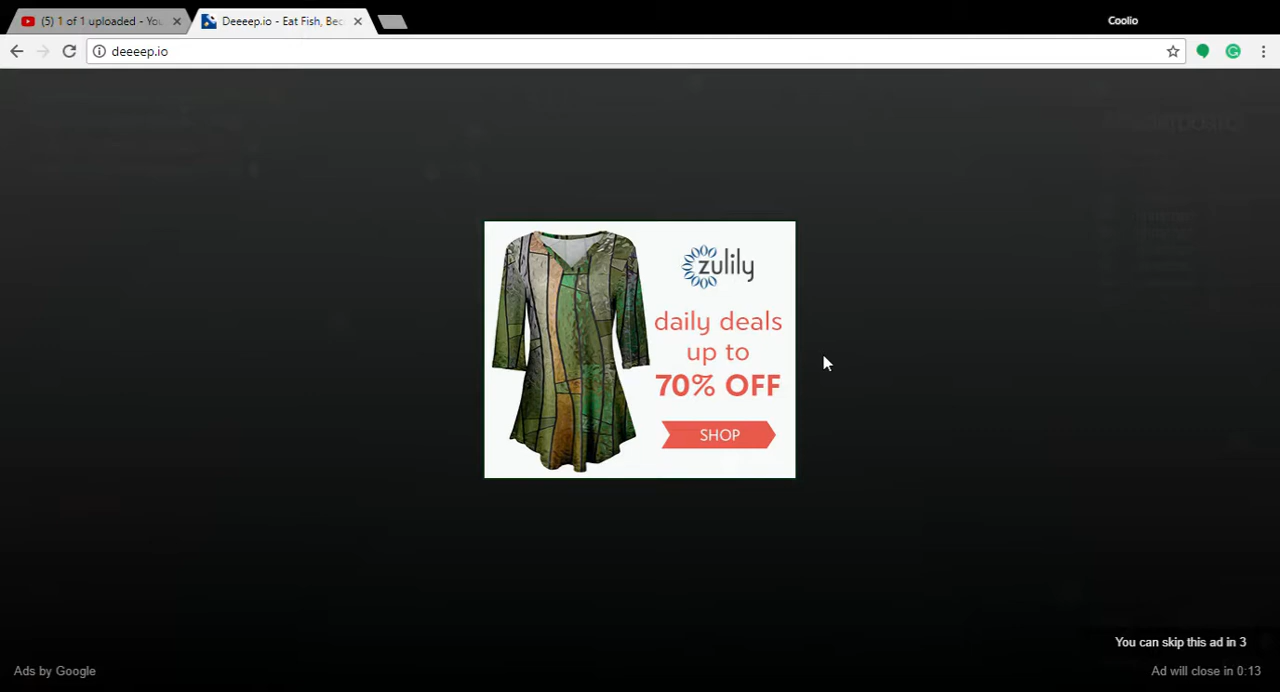 (5) 1 of 1 uploaded - You
Deeeep.io - Eat Fish, Bec
Coolio
deeeep.io
zulily
daily deals
up to
70% OFF
SHOP
You can skip this ad in 3
Ads by Google
Ad will close in 0:13